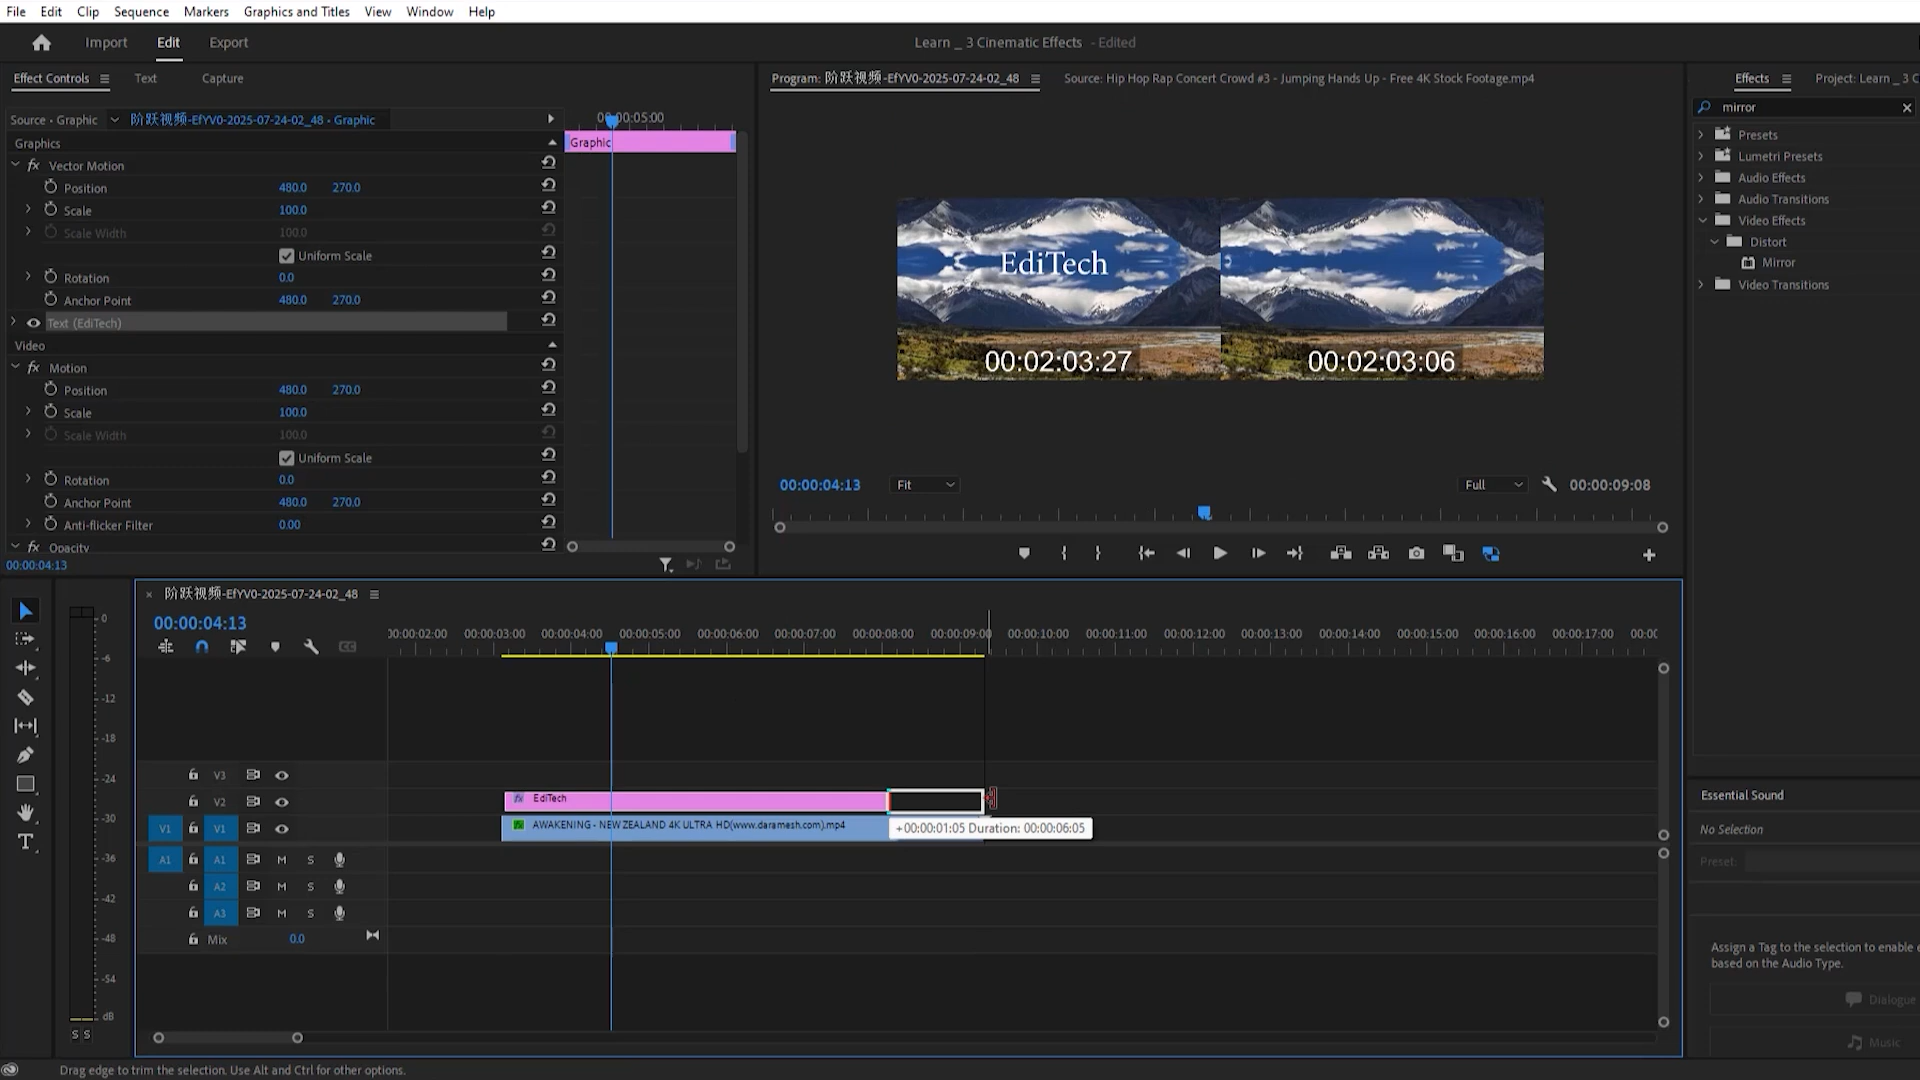 File Edit Clip Sequence Markers Graphics and Titles View Window Help
Import Edit Export
Learn _ 3 Cinematic Effects - Edited
Effect Controls Text Capture
Source • Graphic 阶跃视频-EfYV0-2025-07-24-02_48 • Graphic
00:00:05:00
Graphics
Graphic
Vector Motion
Position 480.0 270.0
Scale 100.0
Scale Width 100.0
Uniform Scale
Rotation 0.0
Anchor Point 480.0 270.0
Text (EdiTech)
Video
Motion
Position 480.0 270.0
Scale 100.0
Scale Width 100.0
Uniform Scale
Rotation 0.0
Anchor Point 480.0 270.0
Anti-flicker Filter 0.00
Opacity
00:00:04:13
Program: 阶跃视频-EfYV0-2025-07-24-02_48
Source: Hip Hop Rap Concert Crowd #3 - Jumping Hands Up - Free 4K Stock Footage.mp4
EdiTech
00:02:03:27 00:02:03:06
00:00:04:13 Fit Full 00:00:09:08
Effects Project: Learn _ 3 C
mirror
Presets
Lumetri Presets
Audio Effects
Audio Transitions
Video Effects
Distort
Mirror
Video Transitions
Essential Sound
No Selection
Preset:
Assign a Tag to the selection to enable e
based on the Audio Type.
Dialogue
Music
0
-6
-12
-18
-24
-30
-36
-42
-48
-54
dB
S S
阶跃视频-EfYV0-2025-07-24-02_48
00:00:04:13
00:00:02:00 00:00:03:00 00:00:04:00 00:00:05:00 00:00:06:00 00:00:07:00 00:00:08:00 00:00:09:00 00:00:10:00 00:00:11:00 00:00:12:00 00:00:13:00 00:00:14:00 00:00:15:00 00:00:16:00 00:00:17:00 00:0
CC
V3
V2
EdiTech
V1 V1
AWAKENING - NEW ZEALAND 4K ULTRA HD(www.daramesh.com).mp4
+00:00:01:05 Duration: 00:00:06:05
A1 A1 M S
A2 M S
A3 M S
Mix 0.0
Drag edge to trim the selection. Use Alt and Ctrl for other options.